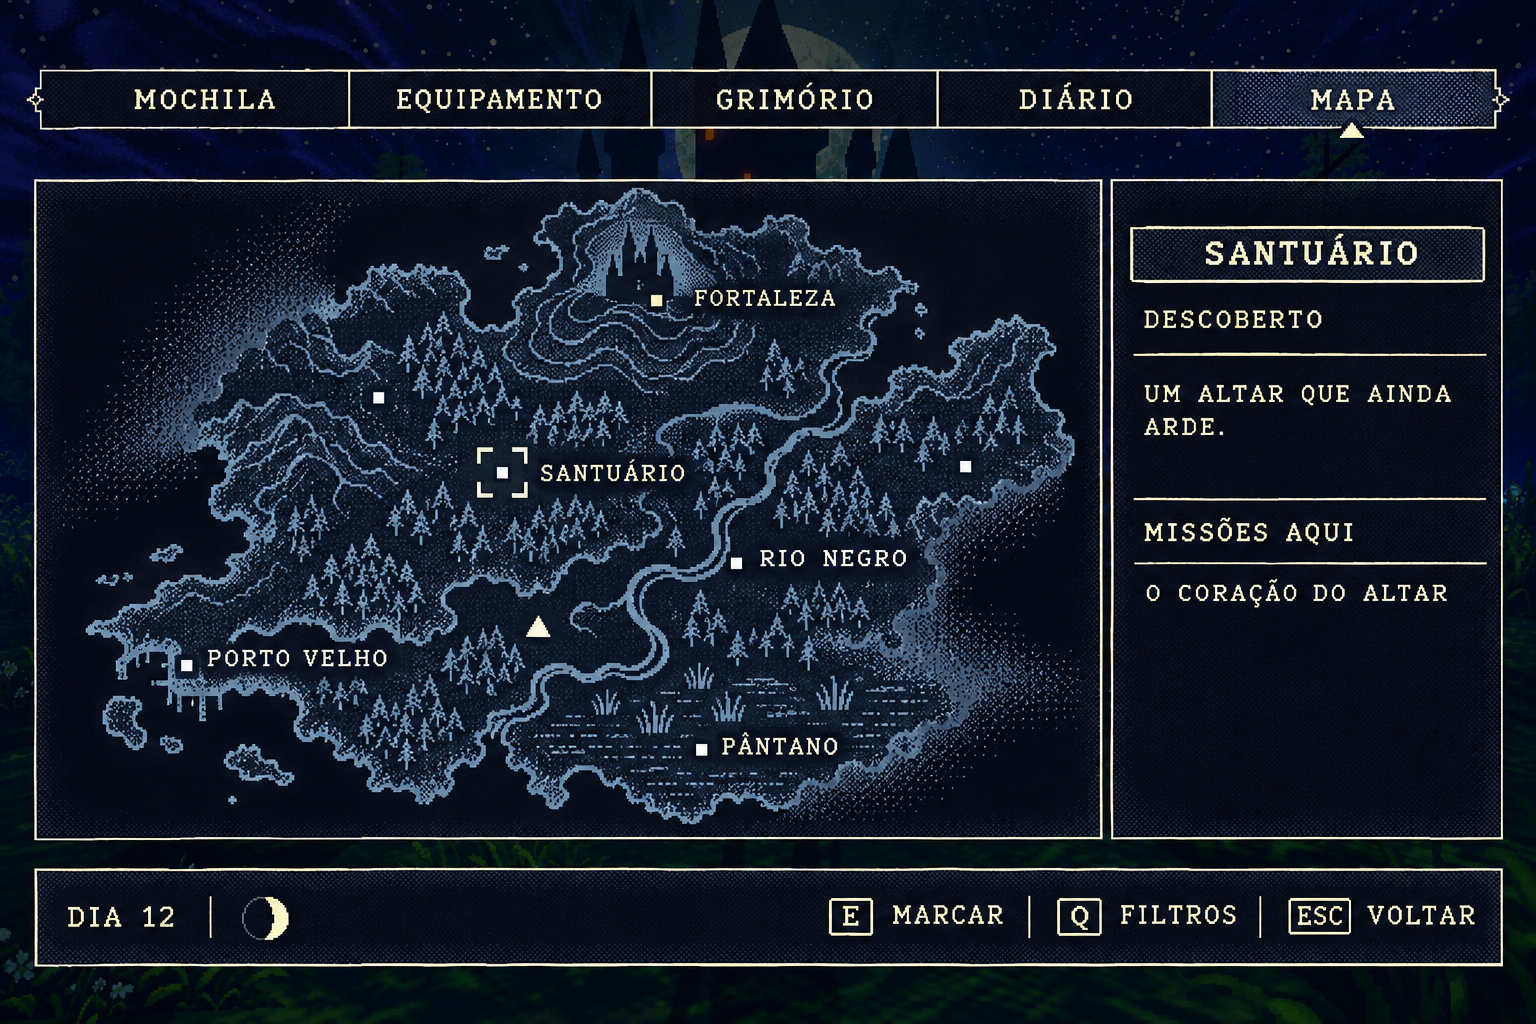 MOCHILA
EQUIPAMENTO
GRIMÓRIO
DIÁRIO
MAPA
FORTALEZA
SANTUÁRIO
RIO NEGRO
PORTO VELHO
PÂNTANO
SANTUÁRIO
DESCOBERTO
UM ALTAR QUE AINDA
ARDE.
MISSÕES AQUI
O CORAÇÃO DO ALTAR
DIA 12
E MARCAR
Q FILTROS
ESC VOLTAR